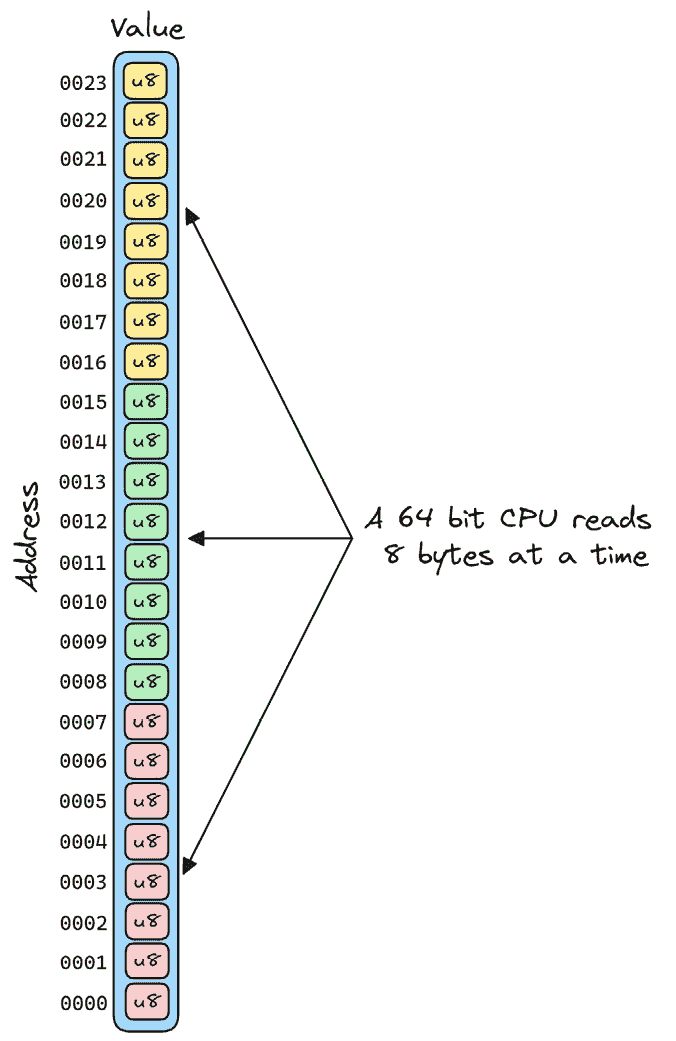 Value
0023 u8
0022 u8
0021 u8
0020 u8
0019 u8
0018 u8
0017 u8
0016 u8
0015 u8
0014 u8
0013 u8
0012 u8
0011 u8
0010 u8
0009 u8
0008 u8
0007 u8
0006 u8
0005 u8
0004 u8
0003 u8
0002 u8
0001 u8
0000 u8
Address
A 64 bit CPU reads
8 bytes at a time